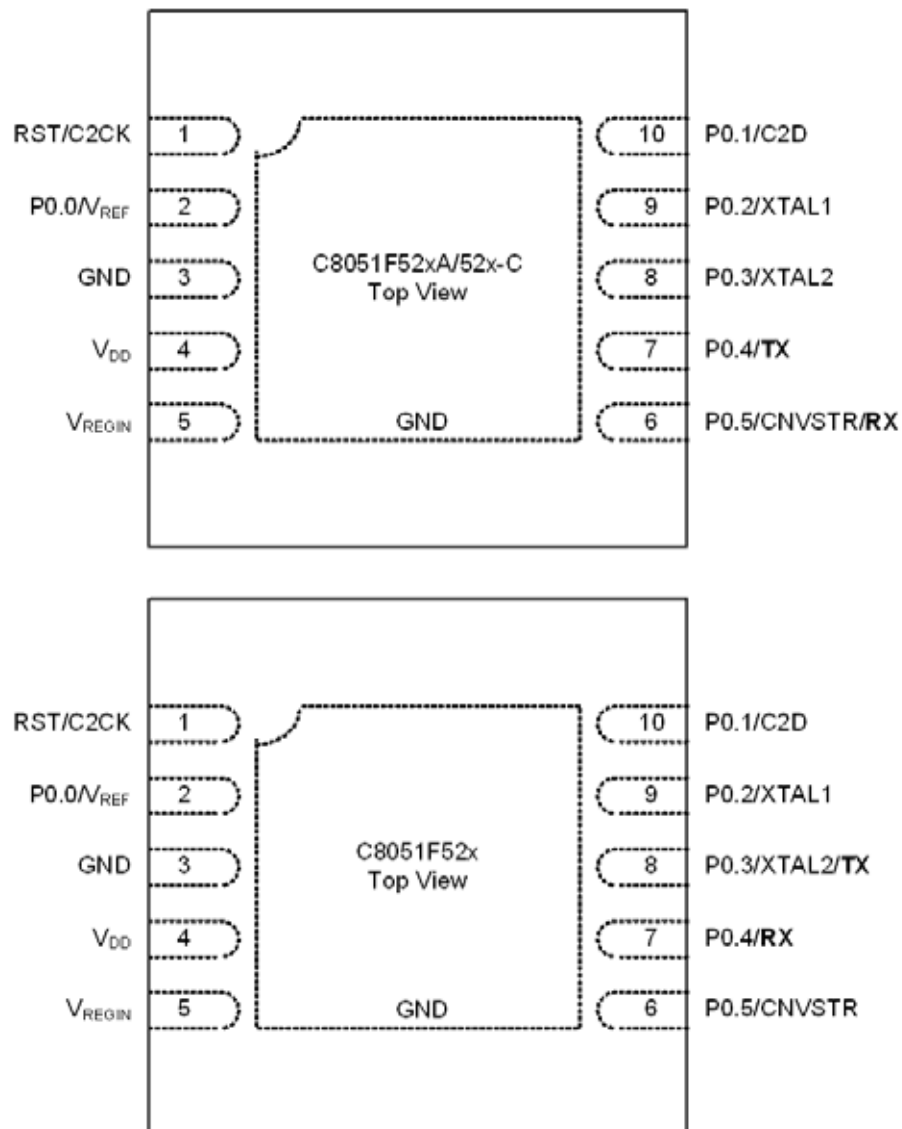 RST/C2CK 1 10 P0.1/C2D
P0.0/VREF 2 9 P0.2/XTAL1
C8051F52xA/52x-C
GND 3 8 P0.3/XTAL2
Top View
VDD 4 7 P0.4/TX
VREGIN 5 GND 6 P0.5/CNVSTR/RX
RST/C2CK 1 10 P0.1/C2D
P0.0/VREF 2 9 P0.2/XTAL1
C8051F52x
GND 3 8 P0.3/XTAL2/TX
Top View
VDD 4 7 P0.4/RX
VREGIN 5 GND 6 P0.5/CNVSTR